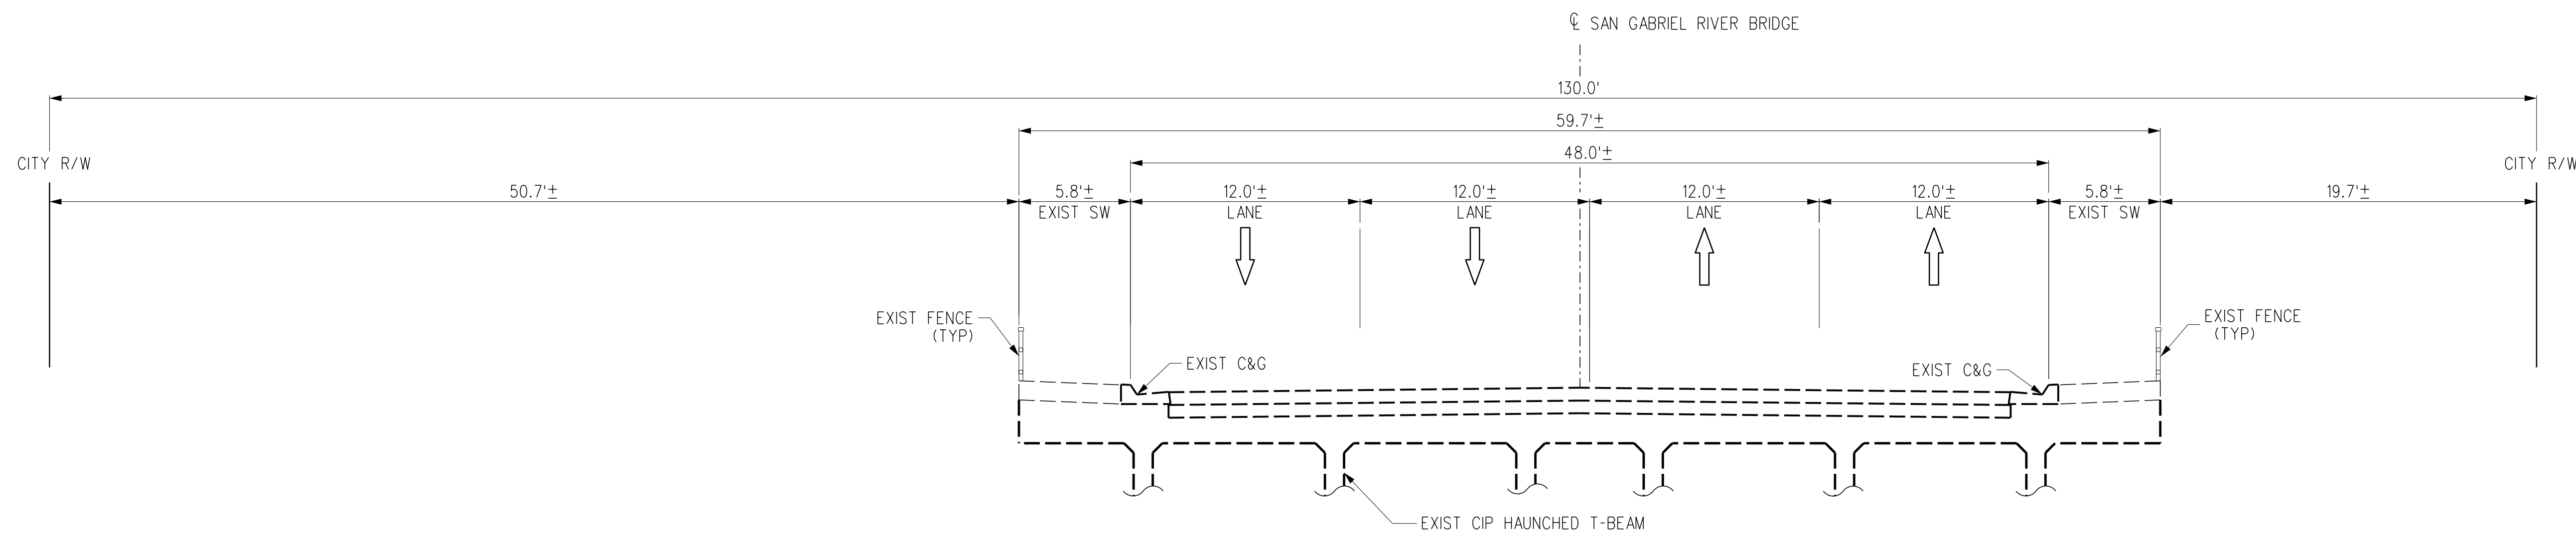 ℄ SAN GABRIEL RIVER BRIDGE
130.0'
59.7'±
48.0'±
CITY R/W
CITY R/W
50.7'±
5.8'±
EXIST SW
12.0'±
LANE
12.0'±
LANE
12.0'±
LANE
12.0'±
LANE
5.8'±
EXIST SW
19.7'±
EXIST FENCE
(TYP)
EXIST FENCE
(TYP)
EXIST C&G
EXIST C&G
EXIST CIP HAUNCHED T-BEAM